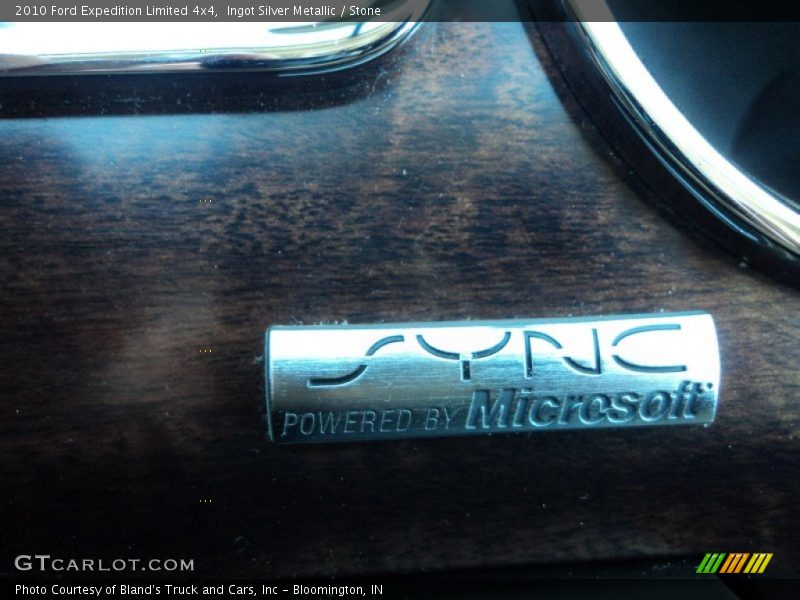 2010 Ford Expedition Limited 4x4, Ingot Silver Metallic / Stone
SYNC
POWERED BY Microsoft
GTCARLOT.COM
Photo Courtesy of Bland's Truck and Cars, Inc - Bloomington, IN